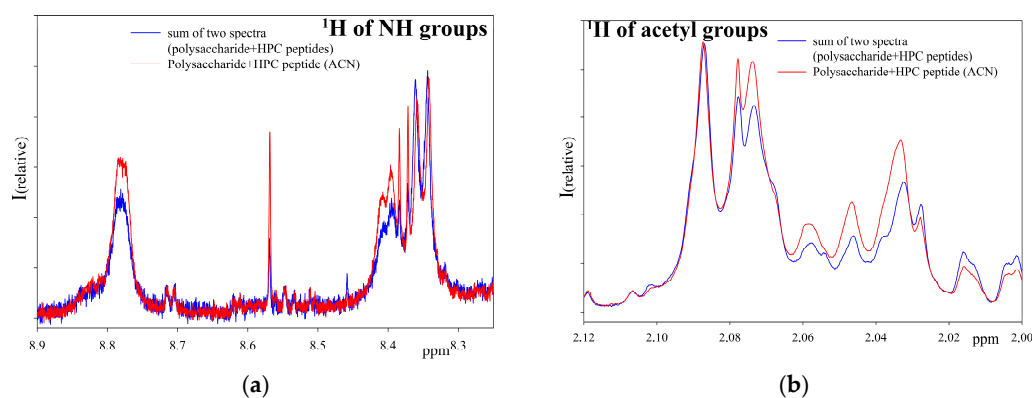 ¹H of NH groups
sum of two spectra
(polysaccharide+HPC peptides)
Polysaccharide+HPC peptide (ACN)
I(relative)
8.9 8.8 8.7 8.6 8.5 8.4 ppm 8.3
(a)
¹H of acetyl groups
sum of two spectra
(polysaccharide+HPC peptides)
Polysaccharide+HPC peptide (ACN)
I(relative)
2.12 2.10 2.08 2.06 2.04 2.02 ppm 2.00
(b)